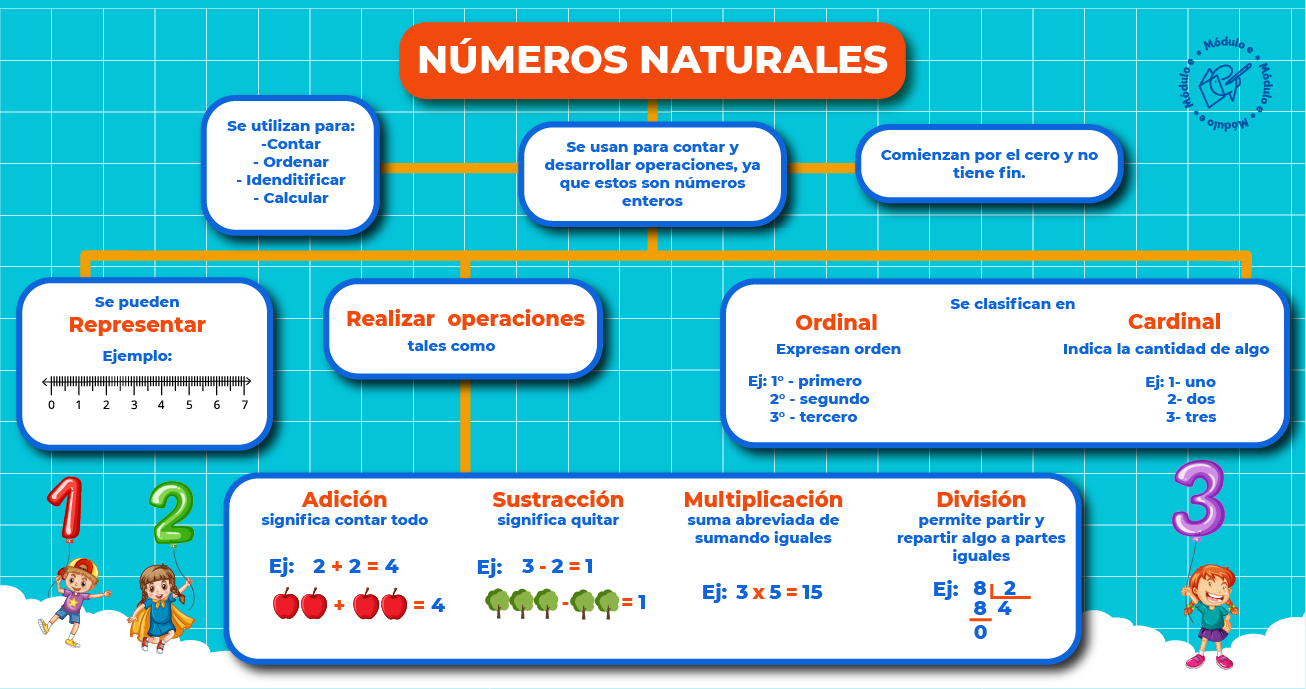 NÚMEROS NATURALES
Módulo e • Módulo e • Módulo e • Módulo e •
Se utilizan para:
-Contar
- Ordenar
- Idenditificar
- Calcular
Se usan para contar y
desarrollar operaciones, ya
que estos son números
enteros
Comienzan por el cero y no
tiene fin.
Se pueden
Representar
Ejemplo:
0 1 2 3 4 5 6 7
Realizar operaciones
tales como
Se clasifican en
Ordinal
Expresan orden
Ej: 1° - primero
2° - segundo
3° - tercero
Cardinal
Indica la cantidad de algo
Ej: 1- uno
2- dos
3- tres
1
2
3
Adición
significa contar todo
Ej: 2 + 2 = 4
+ = 4
Sustracción
significa quitar
Ej: 3 - 2 = 1
- = 1
Multiplicación
suma abreviada de
sumando iguales
Ej: 3 x 5 = 15
División
permite partir y
repartir algo a partes
iguales
Ej: 8 2
8 4
0